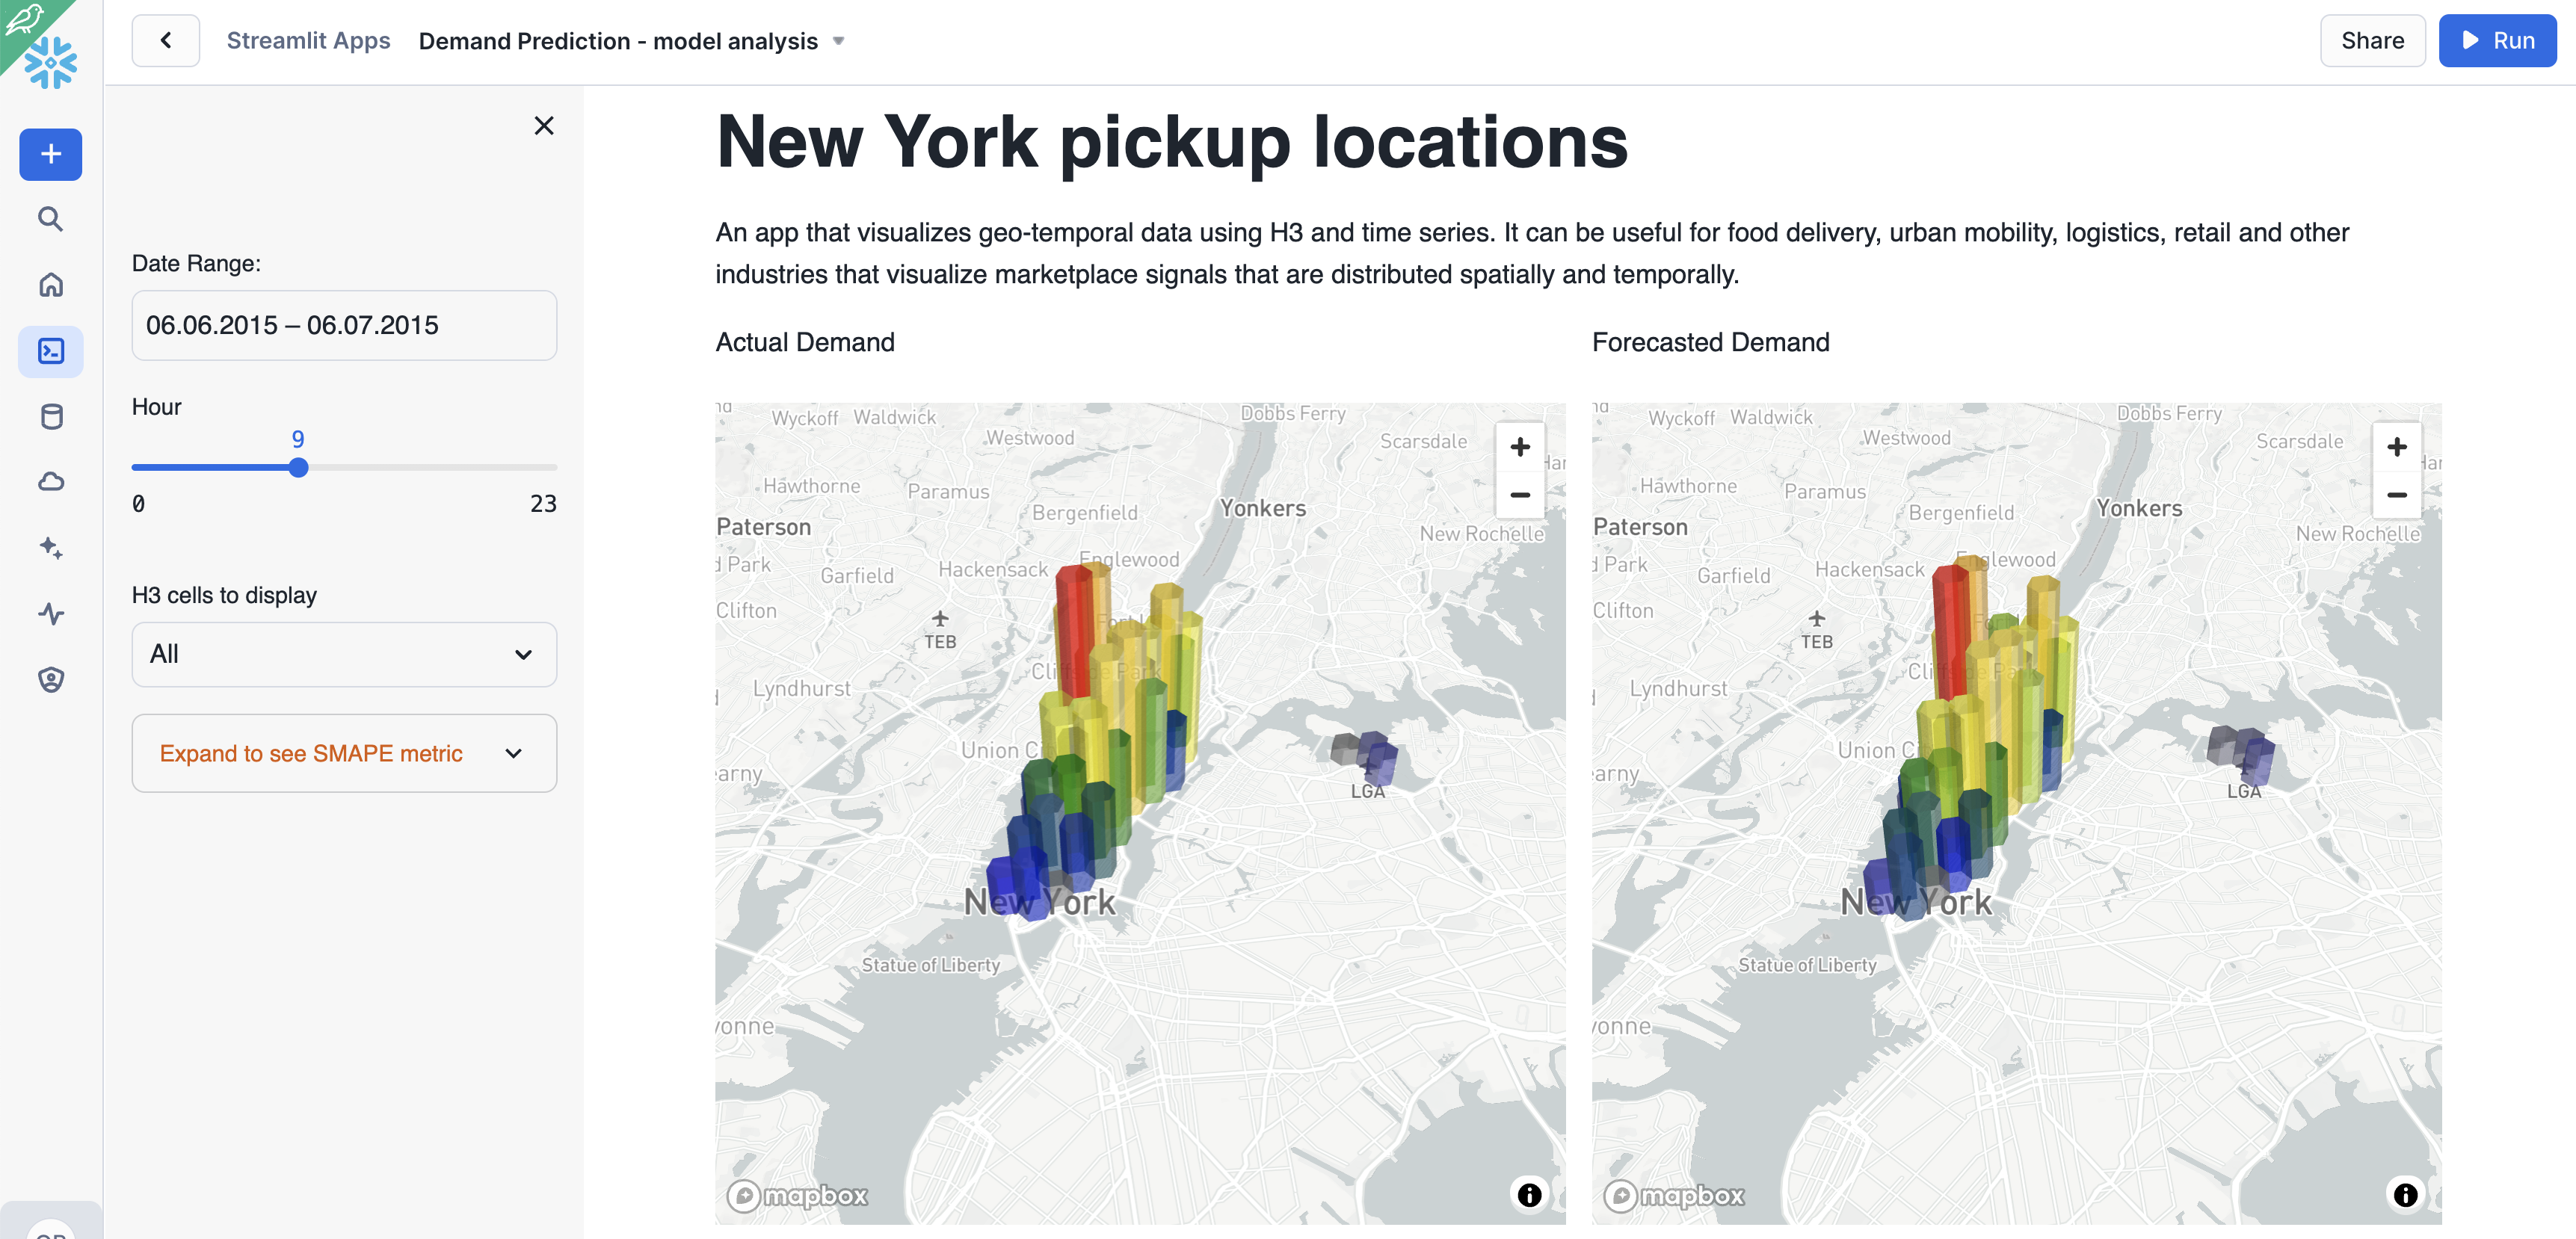 Streamlit Apps
Demand Prediction - model analysis
Share
Run
Date Range:
06.06.2015 – 06.07.2015
Hour
9
0
23
H3 cells to display
All
Expand to see SMAPE metric
New York pickup locations
An app that visualizes geo-temporal data using H3 and time series. It can be useful for food delivery, urban mobility, logistics, retail and other
industries that visualize marketplace signals that are distributed spatially and temporally.
Actual Demand
Wyckoff
Waldwick
Dobbs Ferry
Westwood
Scarsdale
Hawthorne
Paramus
Yonkers
Bergenfield
Paterson
New Rochelle
Englewood
d Park
Hackensack
Garfield
Clifton
TEB
Lyndhurst
Union Ci
arny
LGA
New York
Statue of Liberty
yonne
mapbox
Forecasted Demand
Wyckoff
Waldwick
Dobbs Ferry
Westwood
Scarsdale
Hawthorne
Paramus
Yonkers
Bergenfield
Paterson
New Rochelle
Englewood
d Park
Hackensack
Garfield
Clifton
TEB
Lyndhurst
Union Ci
arny
LGA
New York
Statue of Liberty
yonne
mapbox